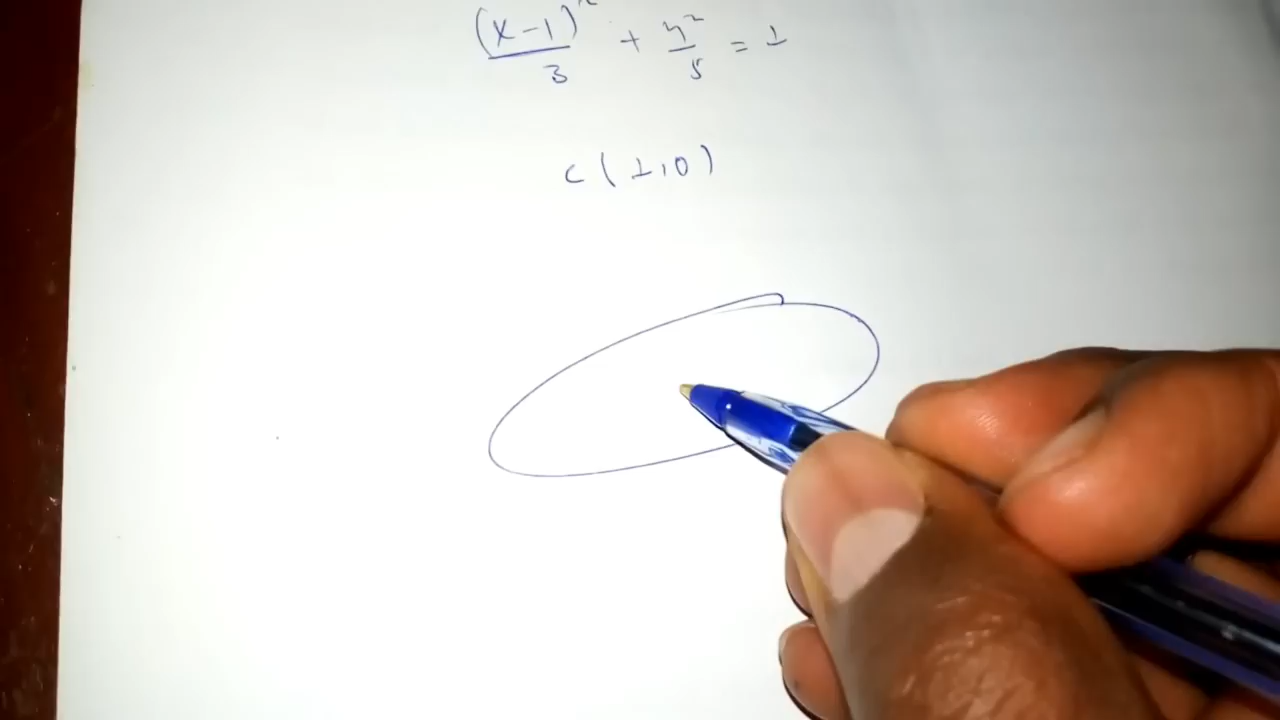 (x-1)²/3 + y²/5 = 1
C(1,0)